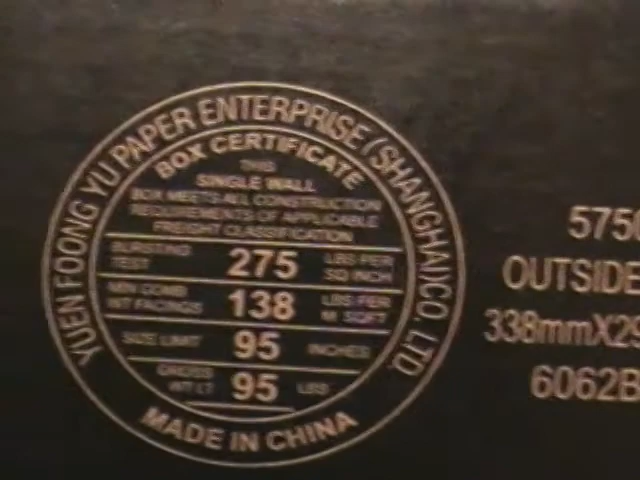 YUEN FOONG YU PAPER ENTERPRISE (SHANGHAI) CO. LTD.
BOX CERTIFICATE
THIS
SINGLE WALL
BOX MEETS ALL CONSTRUCTION
REQUIREMENTS OF APPLICABLE
FREIGHT CLASSIFICATION
BURSTING TEST 275 LBS PER SQ INCH
MIN COMB WT FACINGS 138 LBS PER M SQFT
SIZE LIMIT 95 INCHES
GROSS WT LT 95 LBS
MADE IN CHINA
OUTSIDE
338mmX29
6062B